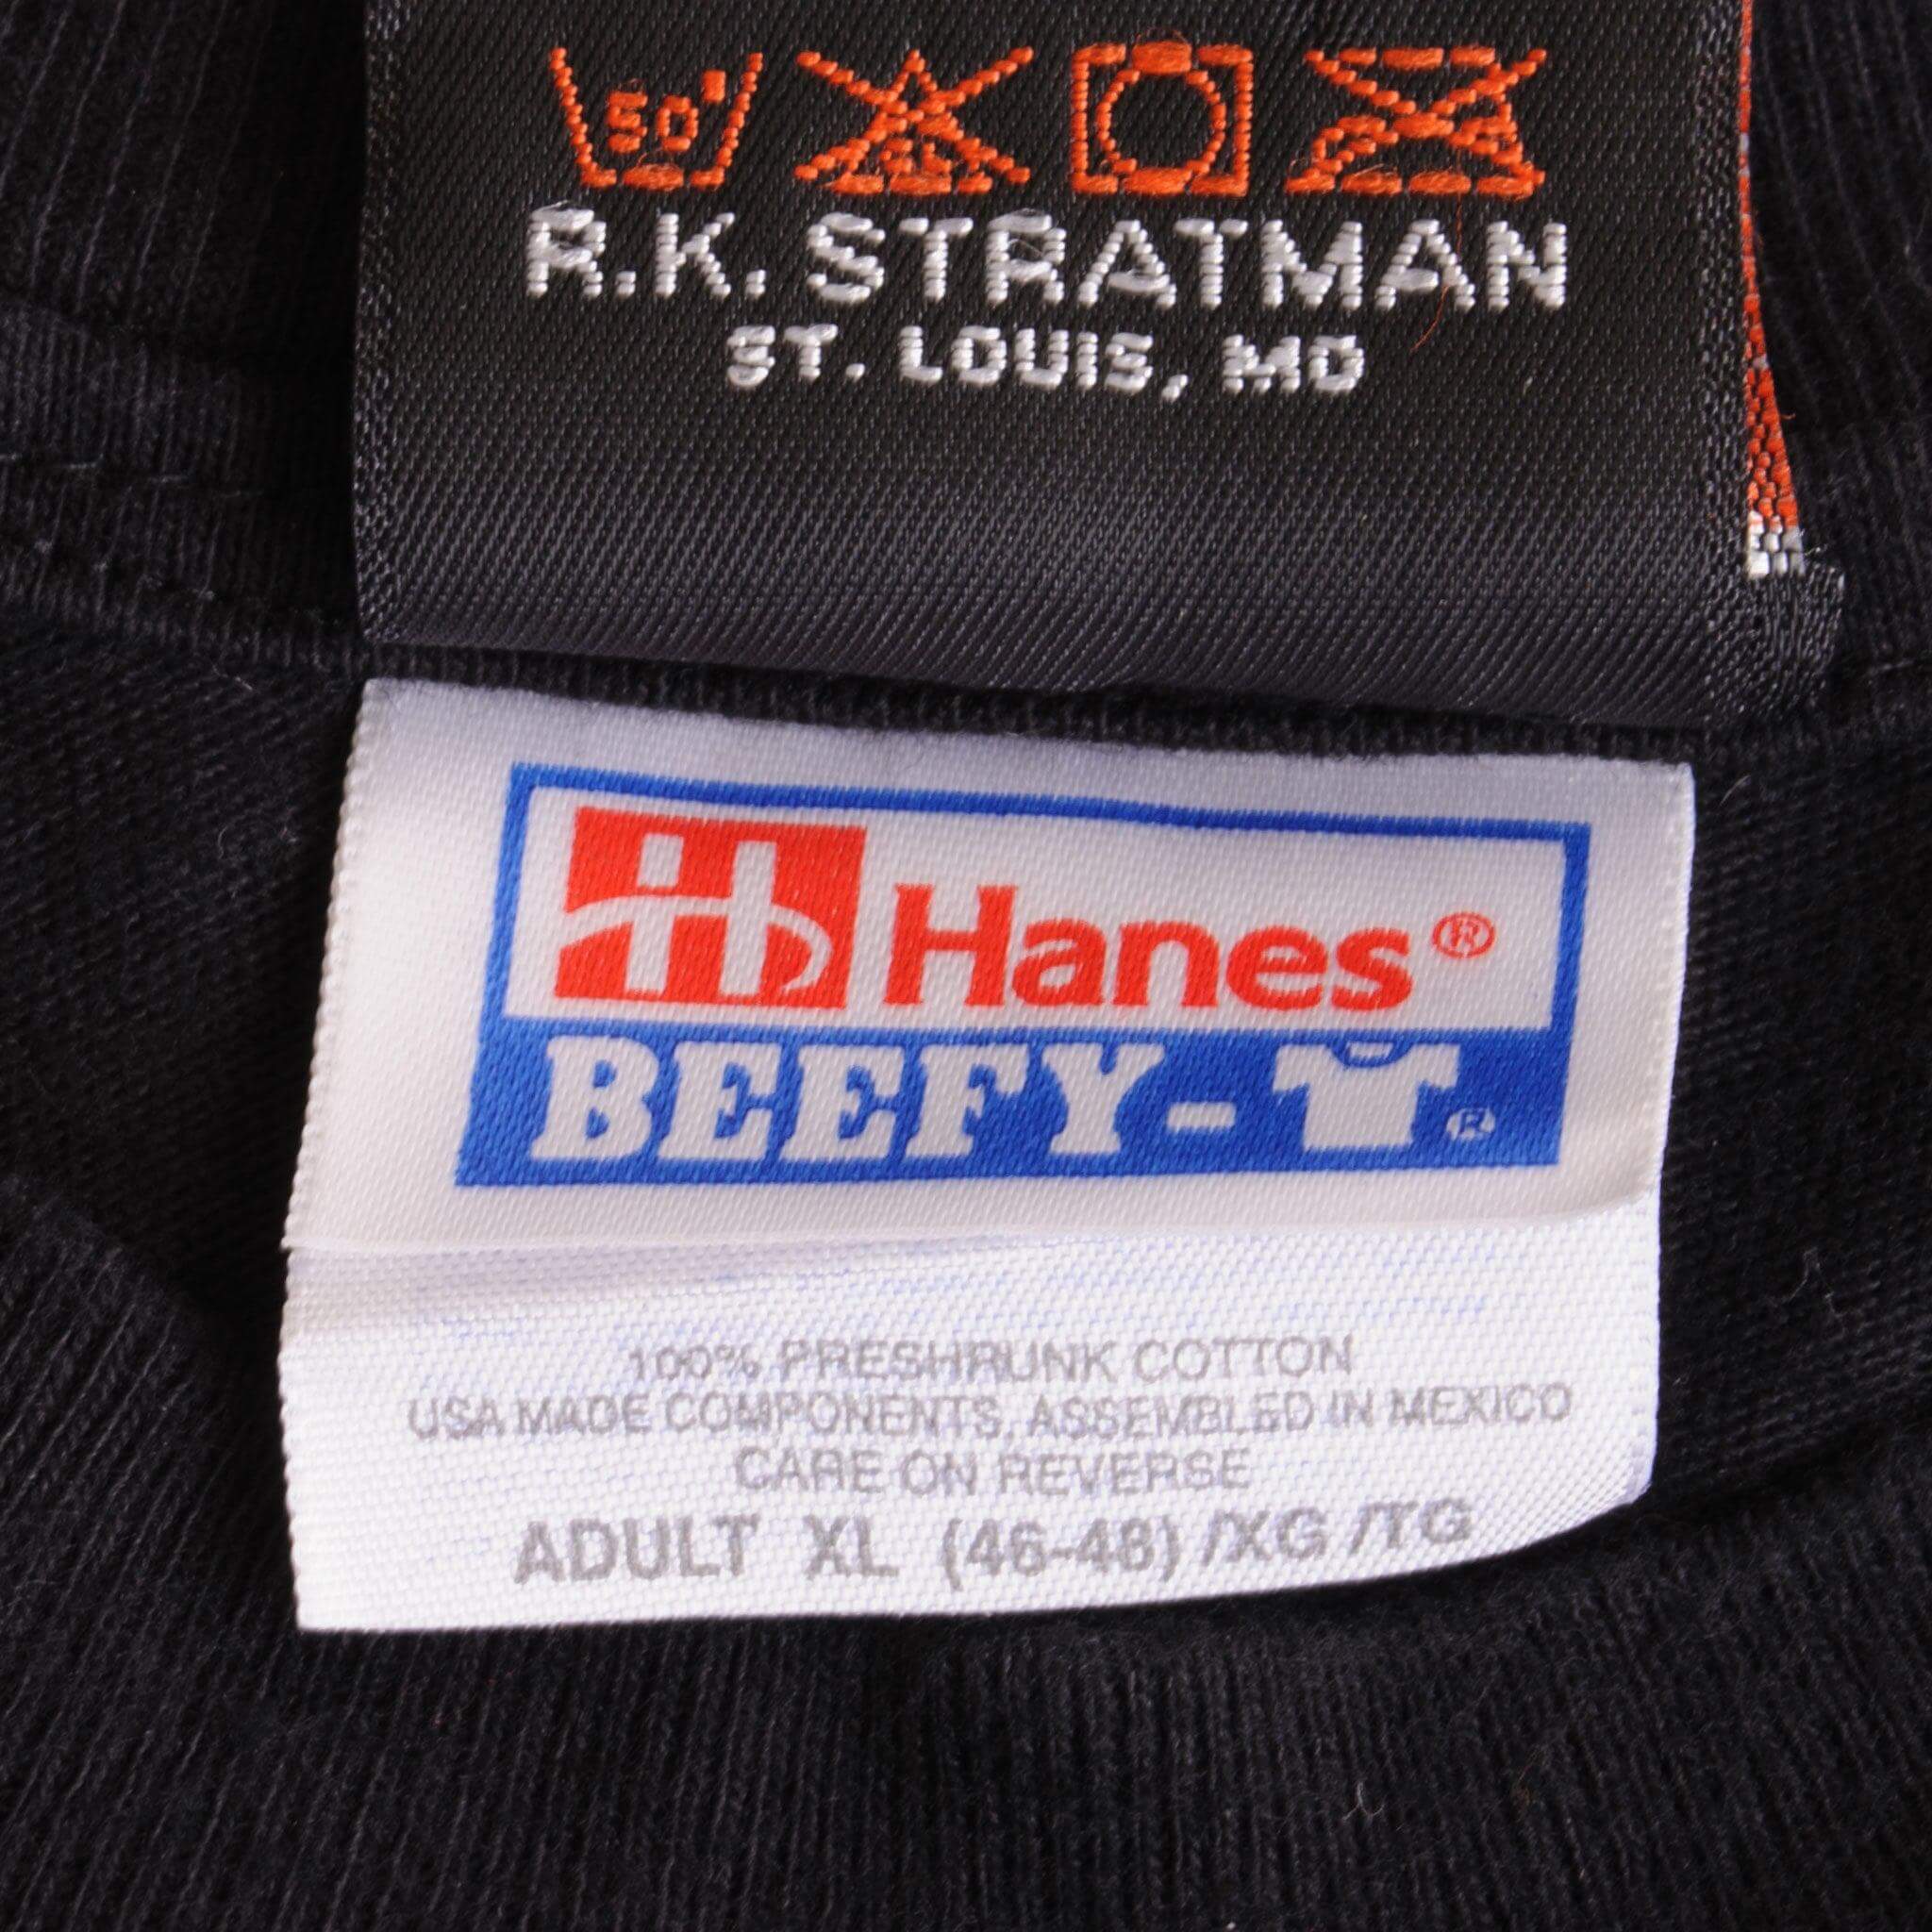 50°
CL
R.K. STRATMAN
ST. LOUIS, MO
Hanes®
BEEFY-®
100% PRESHRUNK COTTON
USA MADE COMPONENTS, ASSEMBLED IN MEXICO
CARE ON REVERSE
ADULT XL (46-48) /XG /TG